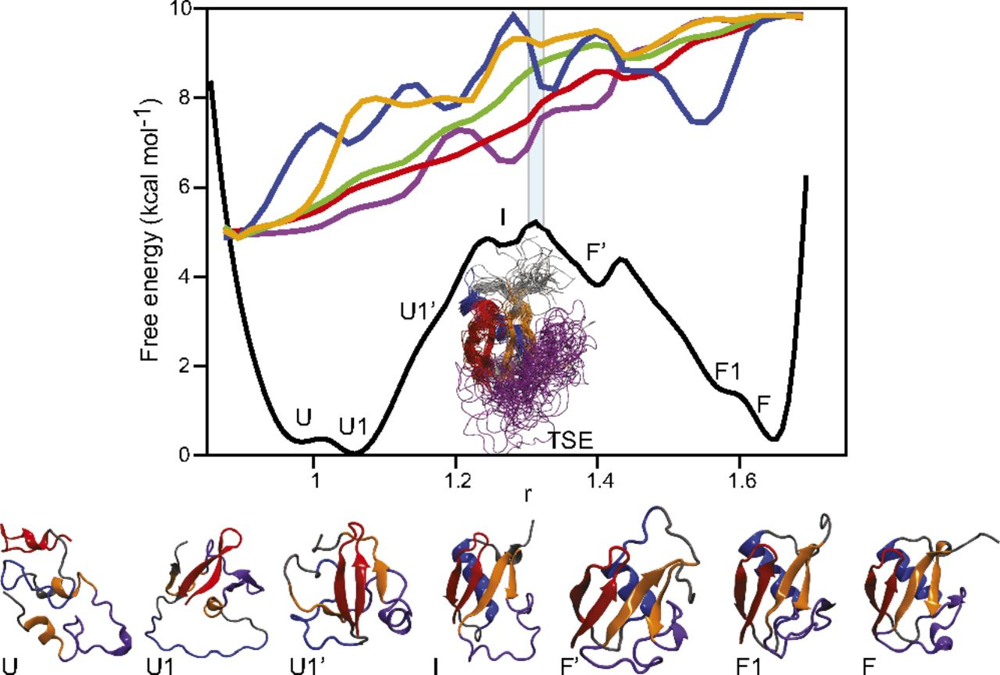 10
8
6
4
2
0
Free energy (kcal mol-1)
I
F’
U1’
F1
F
U
U1
TSE
1
1.2
1.4
1.6
r
U
U1
U1’
I
F’
F1
F